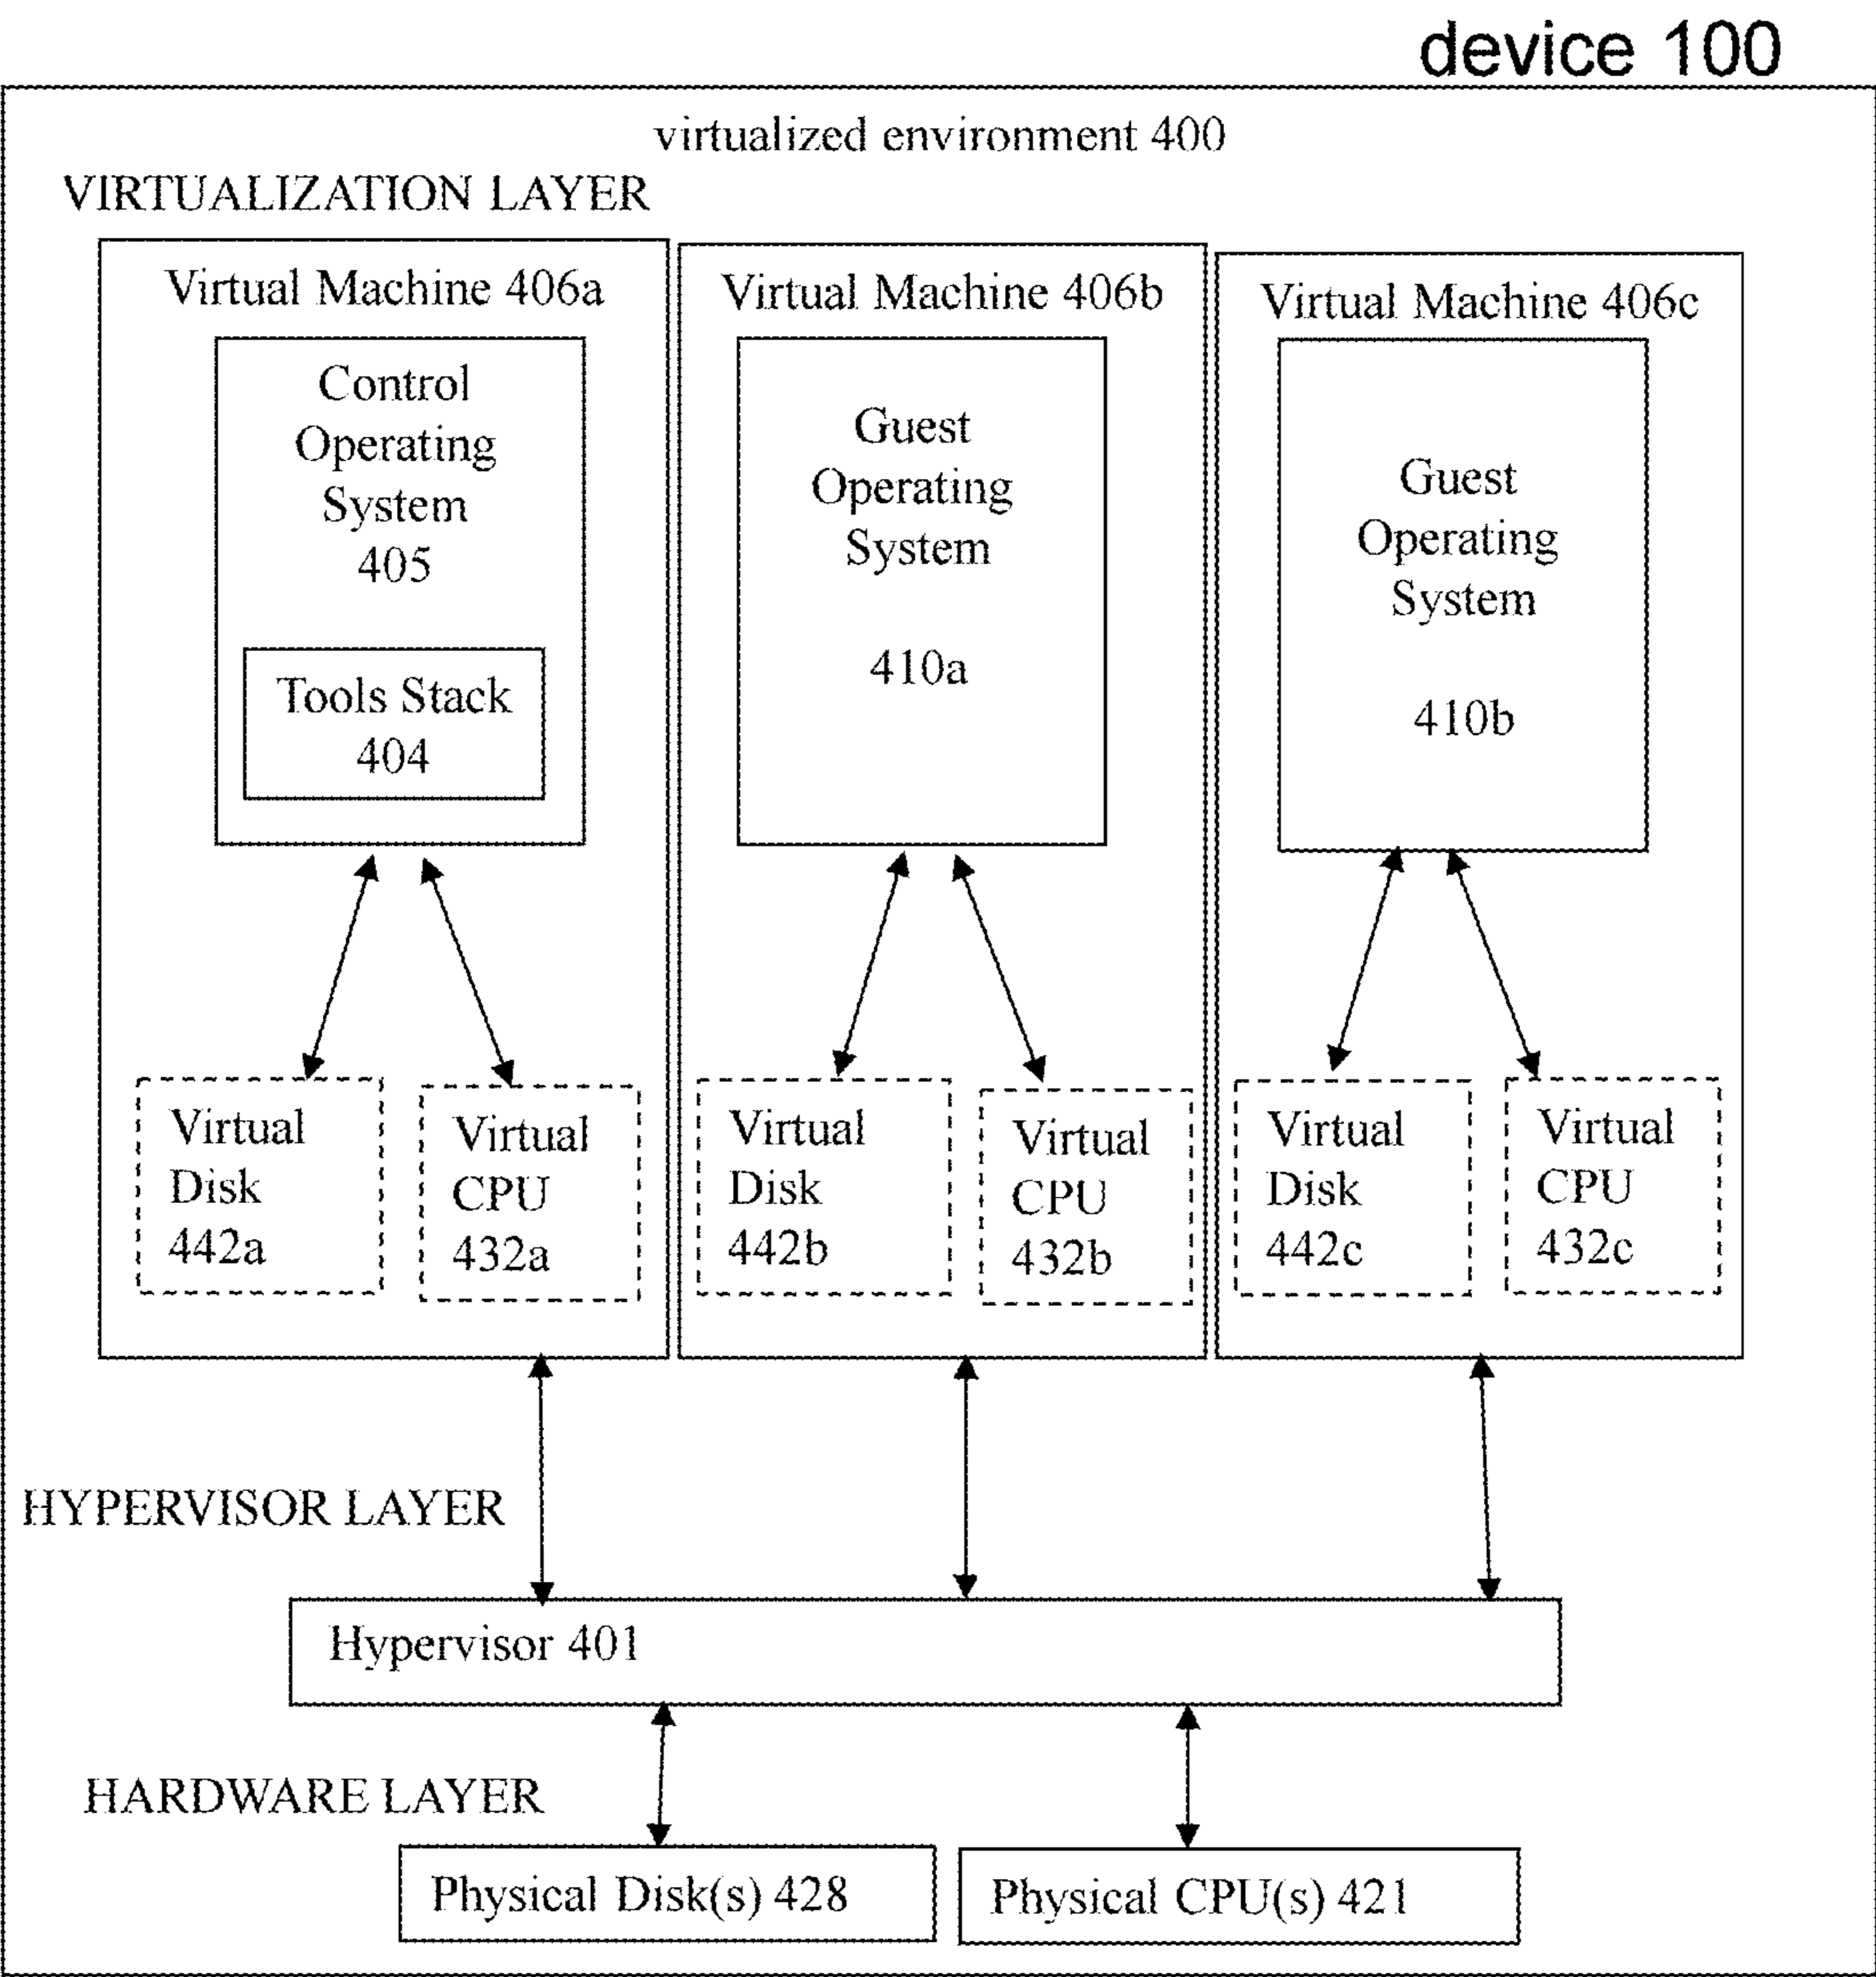 device 100
virtualized environment 400
VIRTUALIZATION LAYER
Virtual Machine 406a
Control
Operating
System
405
Tools Stack
404
Virtual
Disk
442a
Virtual
CPU
432a
Virtual Machine 406b
Guest
Operating
System
410a
Virtual
Disk
442b
Virtual
CPU
432b
Virtual Machine 406c
Guest
Operating
System
410b
Virtual
Disk
442c
Virtual
CPU
432c
HYPERVISOR LAYER
Hypervisor 401
HARDWARE LAYER
Physical Disk(s) 428
Physical CPU(s) 421